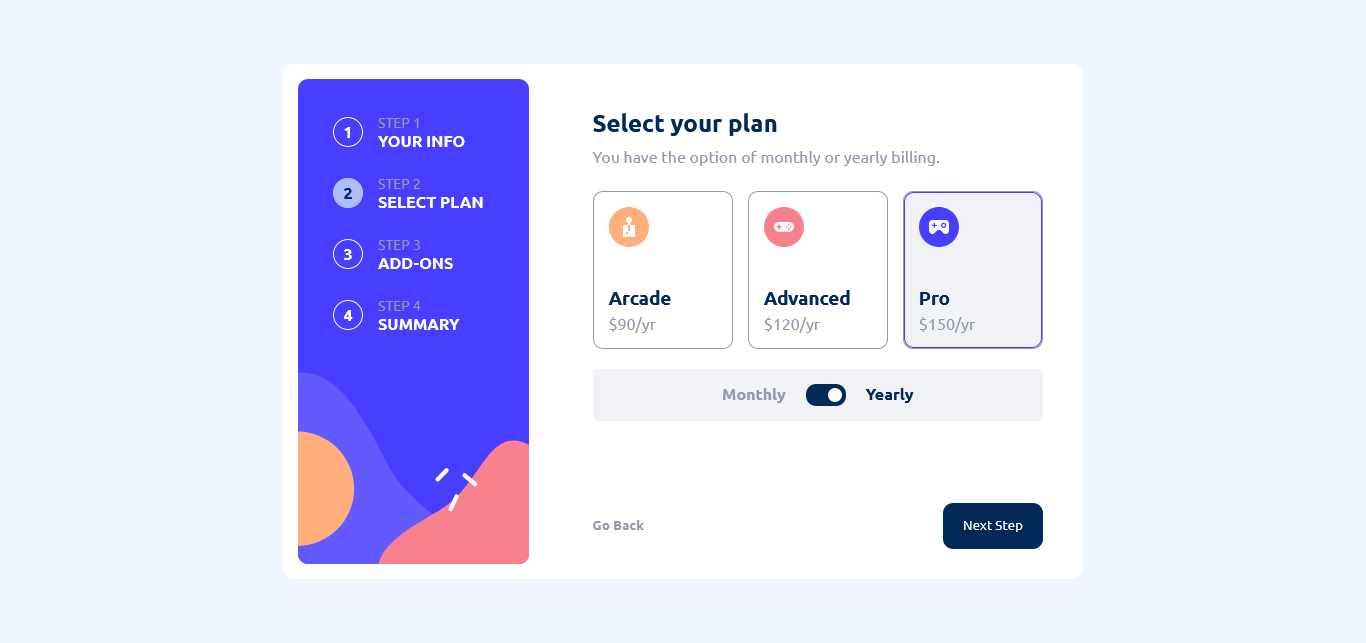 1
STEP 1
YOUR INFO
2
STEP 2
SELECT PLAN
3
STEP 3
ADD-ONS
4
STEP 4
SUMMARY
Select your plan
You have the option of monthly or yearly billing.
Arcade
$90/yr
Advanced
$120/yr
Pro
$150/yr
Monthly
Yearly
Go Back
Next Step